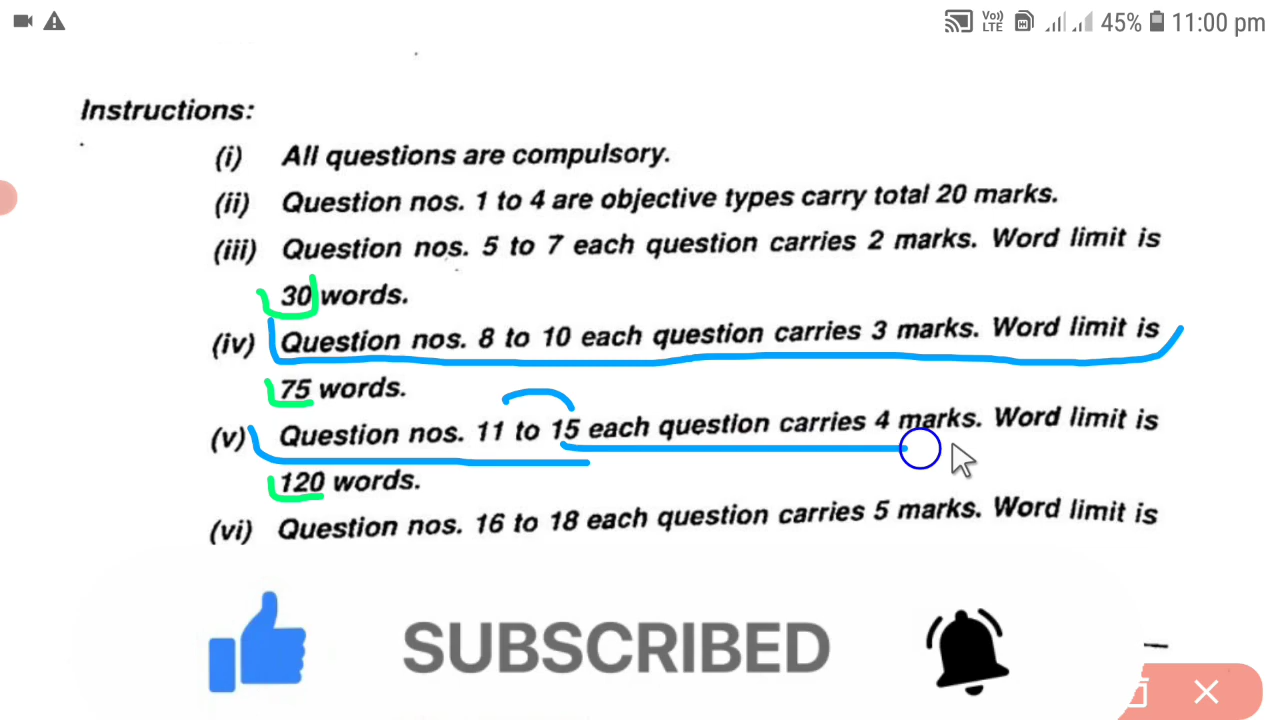 Vo)) LTE 45% 11:00 pm
Instructions:
(i) All questions are compulsory.
(ii) Question nos. 1 to 4 are objective types carry total 20 marks.
(iii) Question nos. 5 to 7 each question carries 2 marks. Word limit is
30 words.
(iv) Question nos. 8 to 10 each question carries 3 marks. Word limit is
75 words.
(v) Question nos. 11 to 15 each question carries 4 marks. Word limit is
120 words.
(vi) Question nos. 16 to 18 each question carries 5 marks. Word limit is
SUBSCRIBED